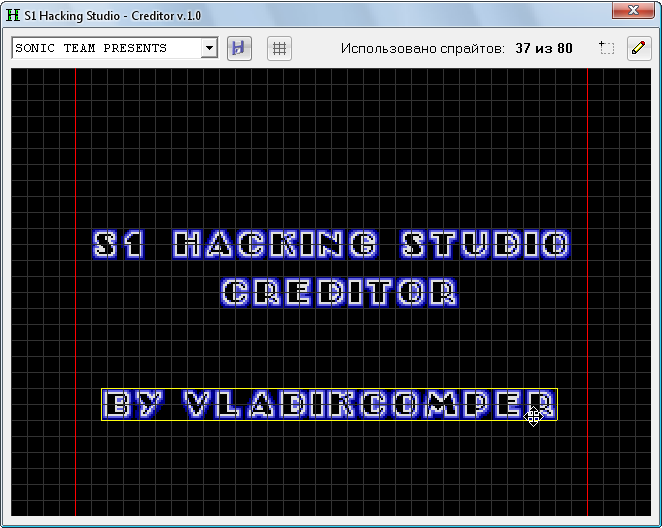 S1 Hacking Studio - Creditor v.1.0
SONIC TEAM PRESENTS
Использовано спрайтов: 37 из 80
S1 HACKING STUDIO
CREDITOR
BY VLADIKCOMPER